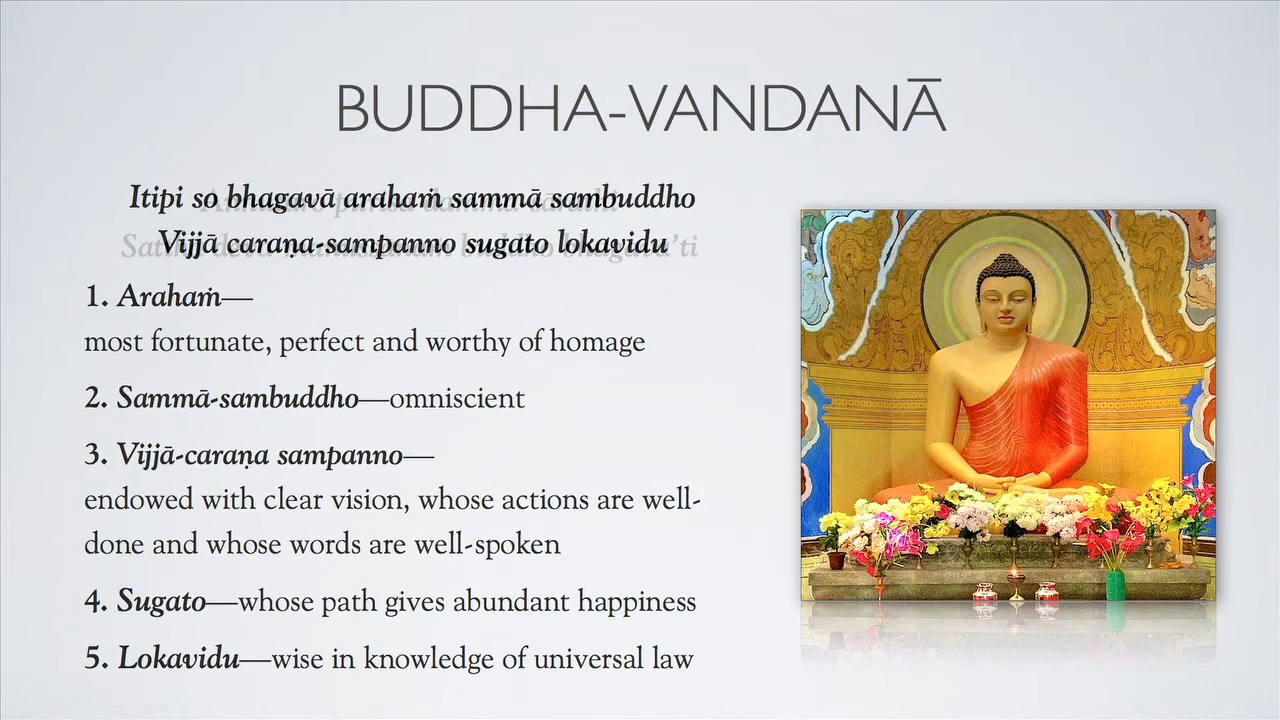 BUDDHA-VANDANĀ
Itipi so bhagavā arahaṁ sammā sambuddho
Vijjā caraṇa-sampanno sugato lokavidu
1. Arahaṁ—
most fortunate, perfect and worthy of homage
2. Sammā-sambuddho—omniscient
3. Vijjā-caraṇa sampanno—
endowed with clear vision, whose actions are well-
done and whose words are well-spoken
4. Sugato—whose path gives abundant happiness
5. Lokavidu—wise in knowledge of universal law